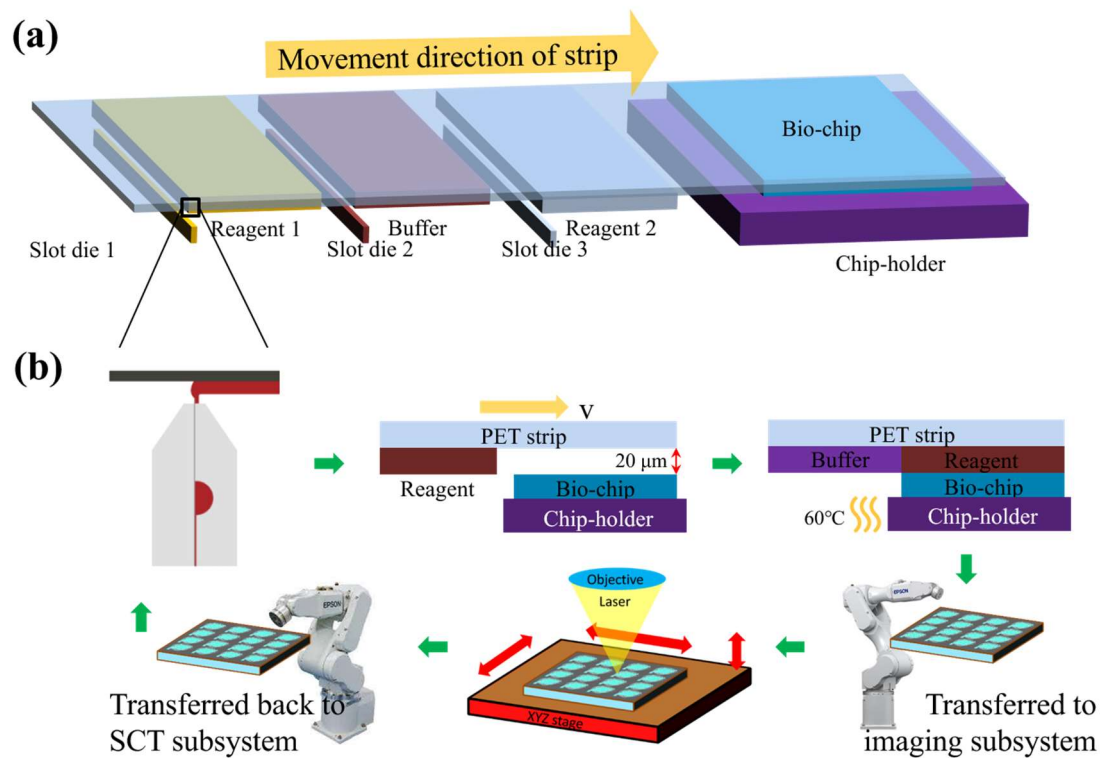 (a)
Movement direction of strip
Bio-chip
Slot die 1
Reagent 1
Slot die 2
Buffer
Slot die 3
Reagent 2
Chip-holder
(b)
V
PET strip
20 μm
Reagent
Bio-chip
Chip-holder
PET strip
Buffer
Reagent
Bio-chip
60℃
Chip-holder
EPSON
Transferred back to
SCT subsystem
Objective
Laser
XYZ stage
EPSON
Transferred to
imaging subsystem